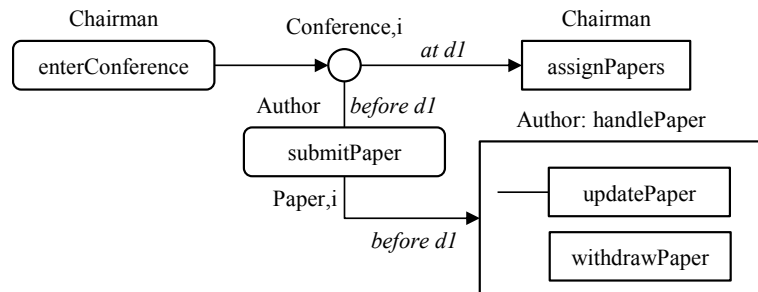 Chairman
Conference,i
Chairman
enterConference
at d1
assignPapers
Author
before d1
Author: handlePaper
submitPaper
updatePaper
Paper,i
before d1
withdrawPaper